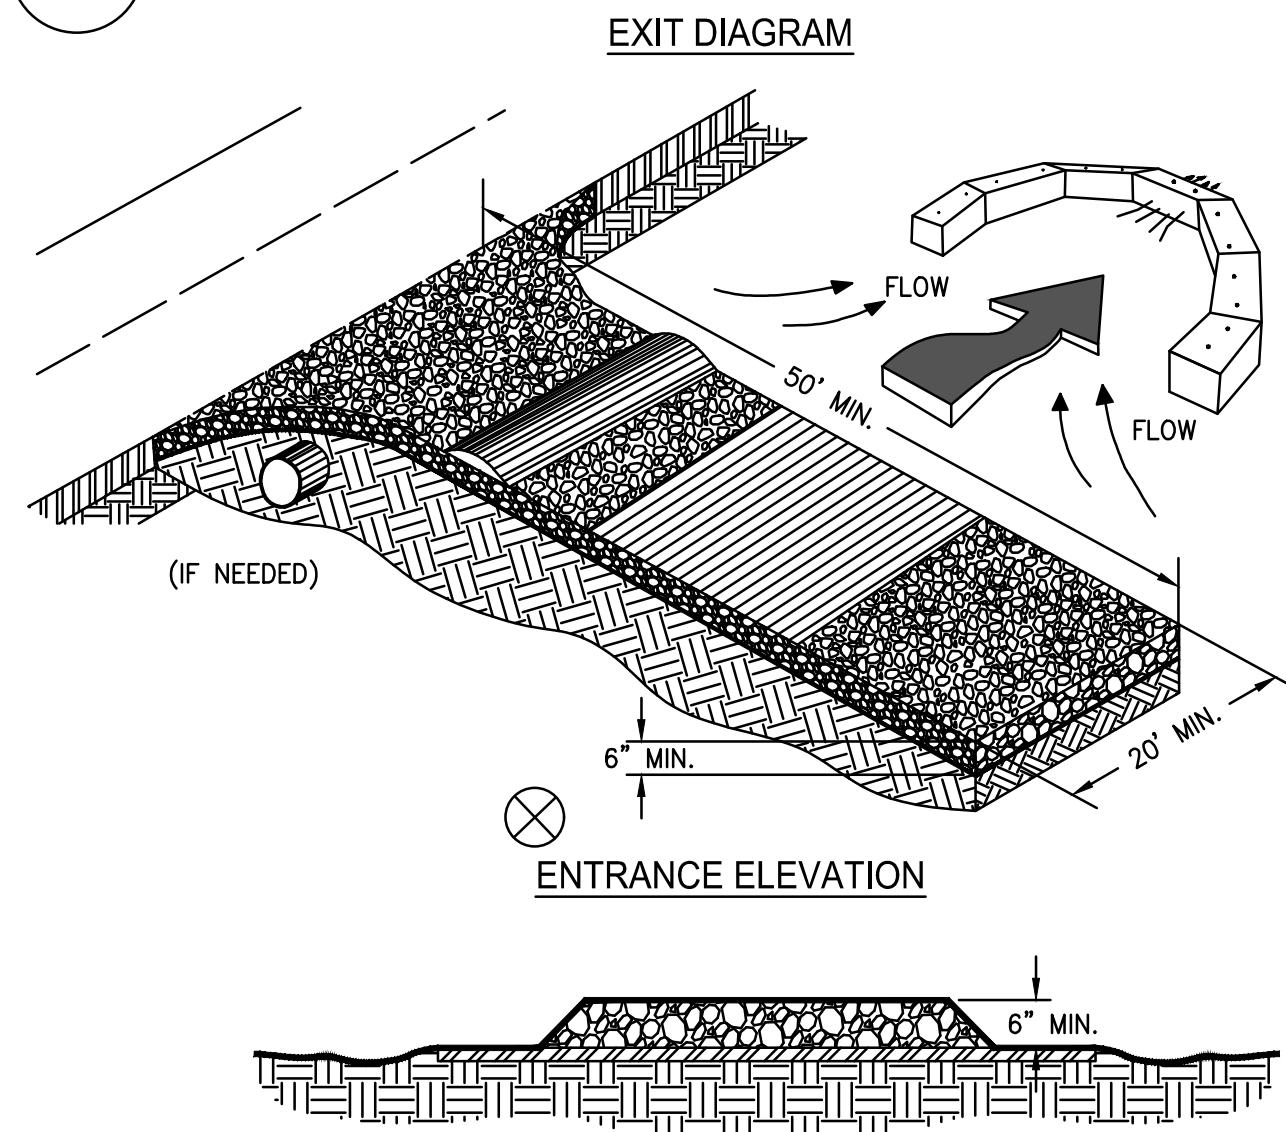 EXIT DIAGRAM
FLOW
50' MIN.
FLOW
(IF NEEDED)
20' MIN.
6” MIN.
ENTRANCE ELEVATION
6” MIN.